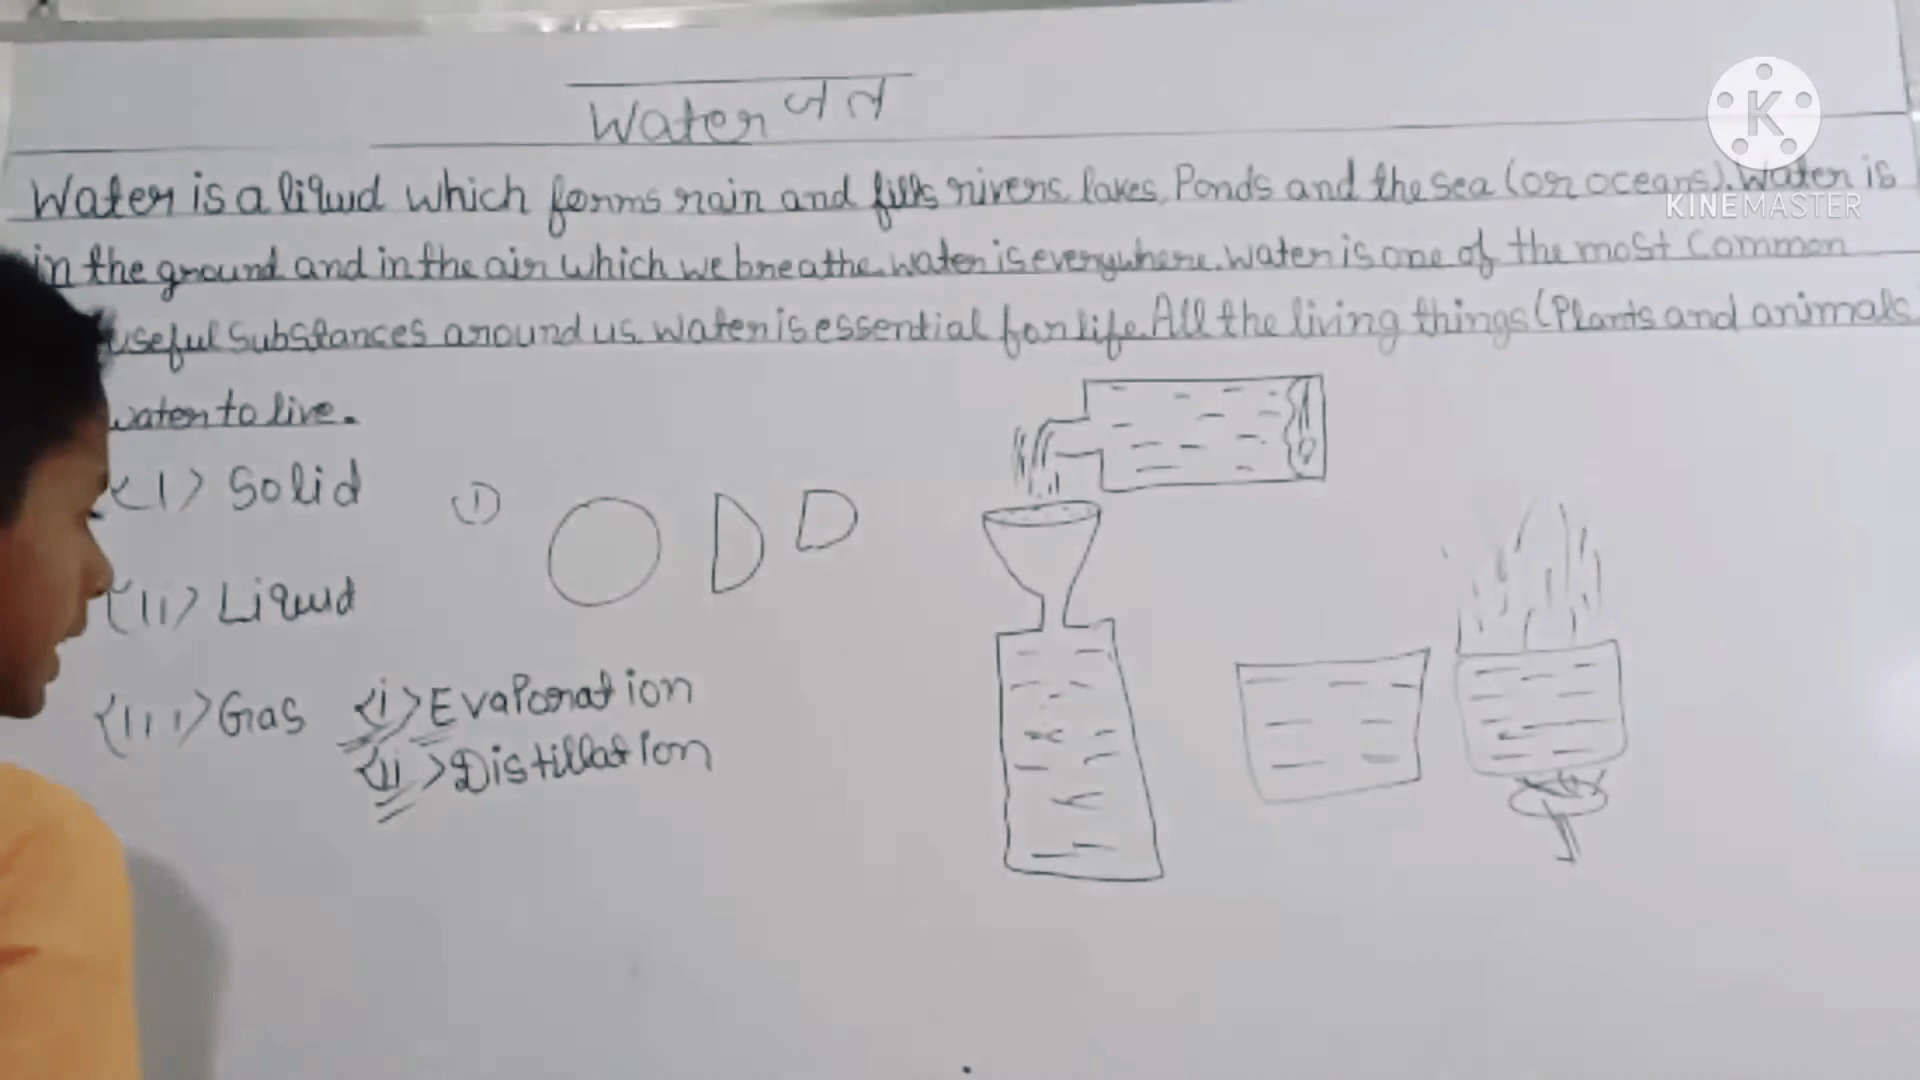 Water जल
Water is a liquid which forms rain and fills rivers, lakes, Ponds and the sea (or oceans). Water is
in the ground and in the air which we breathe. water is everywhere. water is one of the most Common
useful Substances around us. water is essential for life. All the living things (Plants and animals
water to live.
<I> Solid
①
<II> Liquid
<III> Gas <i> Evaporation
<ii> Distillation
K
KINEMASTER